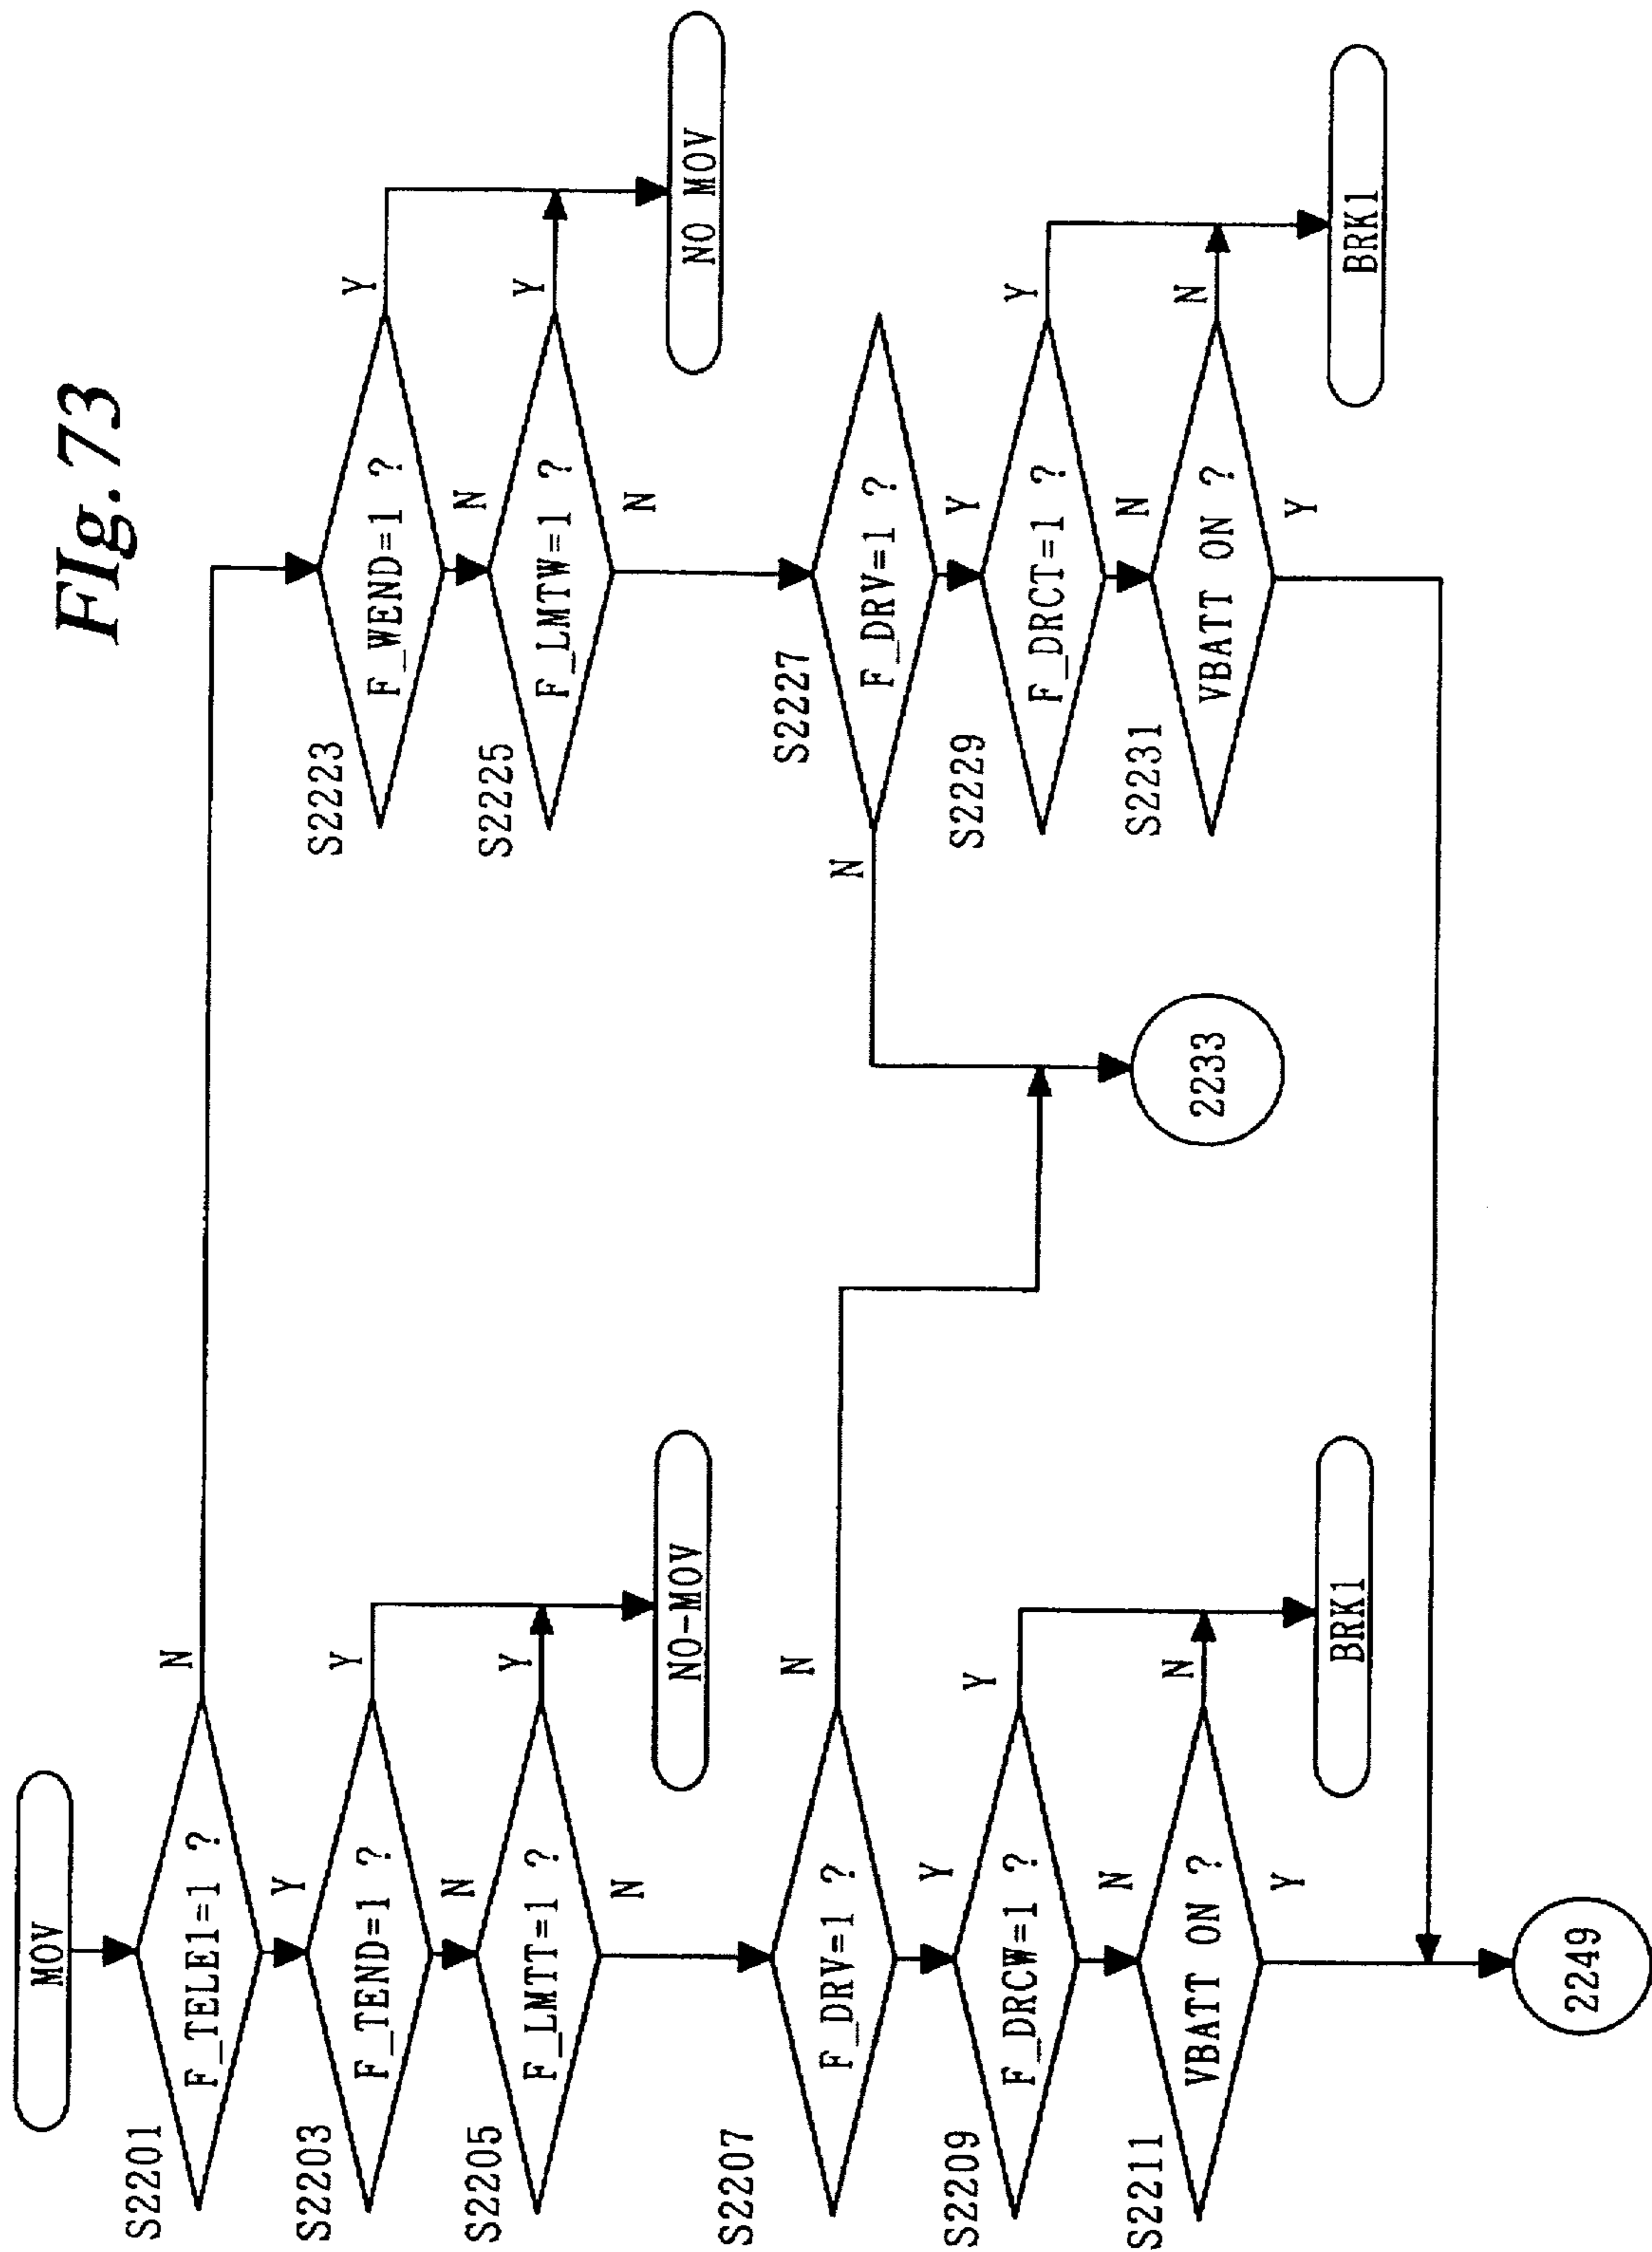 FIg. 73
MOV
S2201
F_TELE1=1 ?
N
Y
S2203
F_TEND=1 ?
Y
N
S2205
F_LMTT=1 ?
Y
N
NO-MOV
S2207
F_DRV=1 ?
N
Y
S2209
F_DRCW=1 ?
Y
N
S2211
VBATT ON ?
N
Y
BRK1
2249
S2223
F_WEND=1 ?
Y
N
S2225
F_LMTW=1 ?
Y
N
NO MOV
S2227
F_DRV=1 ?
N
Y
2233
S2229
F_DRCT=1 ?
Y
N
S2231
VBATT ON ?
N
Y
BRK1